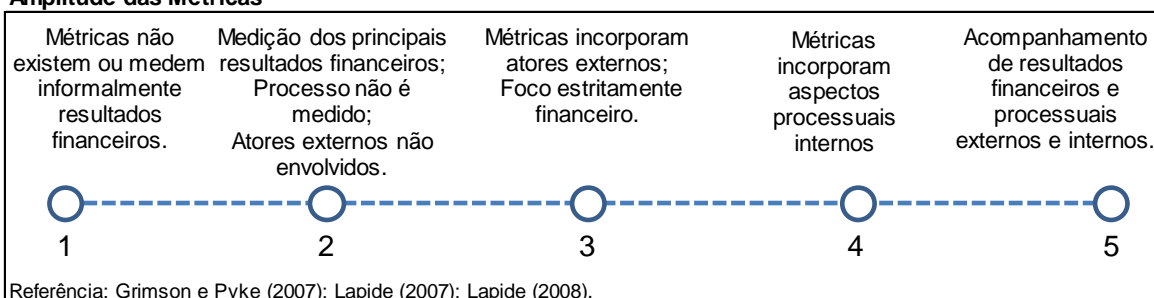 Amplitude das Métricas
Métricas não
existem ou medem
informalmente
resultados
financeiros.
Medição dos principais
resultados financeiros;
Processo não é
medido;
Atores externos não
envolvidos.
Métricas incorporam
atores externos;
Foco estritamente
financeiro.
Métricas
incorporam
aspectos
processuais
internos
Acompanhamento
de resultados
financeiros e
processuais
externos e internos.
1
2
3
4
5
Referência: Grimson e Pyke (2007); Lapide (2007); Lapide (2008).